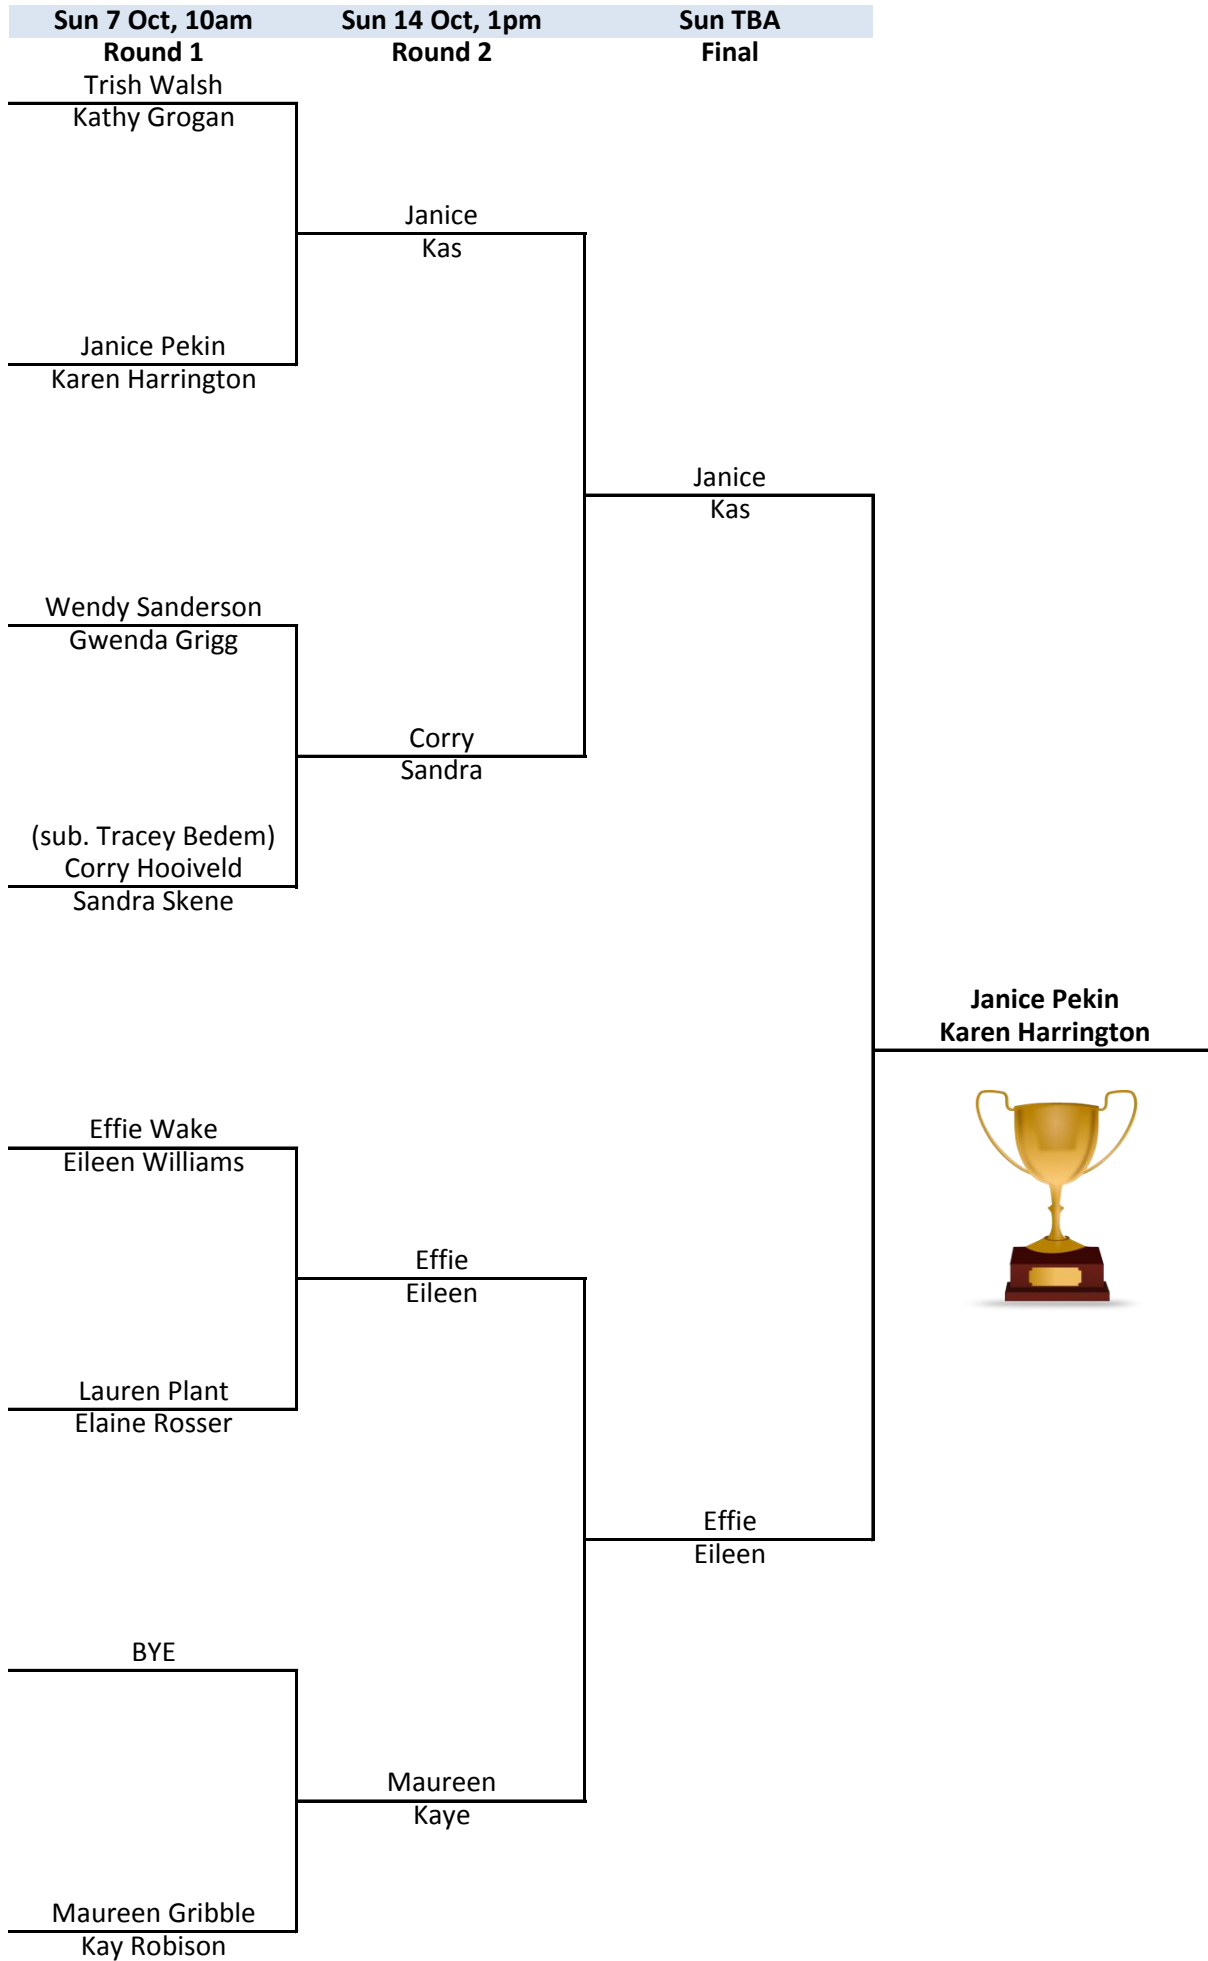 Sun 7 Oct, 10am Sun 14 Oct, 1pm Sun TBA
Round 1 Round 2 Final
Trish Walsh
Kathy Grogan
Janice
Kas
Janice Pekin
Karen Harrington
Janice
Kas
Wendy Sanderson
Gwenda Grigg
Corry
Sandra
(sub. Tracey Bedem)
Corry Hooiveld
Sandra Skene
Janice Pekin
Karen Harrington
Effie Wake
Eileen Williams
Effie
Eileen
Lauren Plant
Elaine Rosser
Effie
Eileen
BYE
Maureen
Kaye
Maureen Gribble
Kay Robison